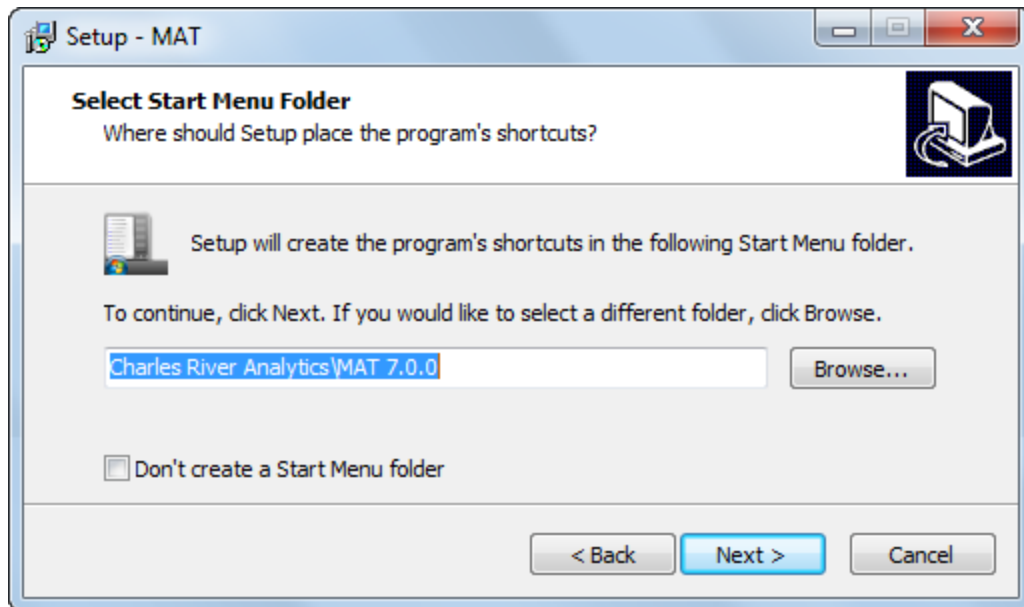 Setup - MAT
Select Start Menu Folder
Where should Setup place the program's shortcuts?
Setup will create the program's shortcuts in the following Start Menu folder.
To continue, click Next. If you would like to select a different folder, click Browse.
Charles River Analytics\MAT 7.0.0
Browse...
Don't create a Start Menu folder
< Back
Next >
Cancel